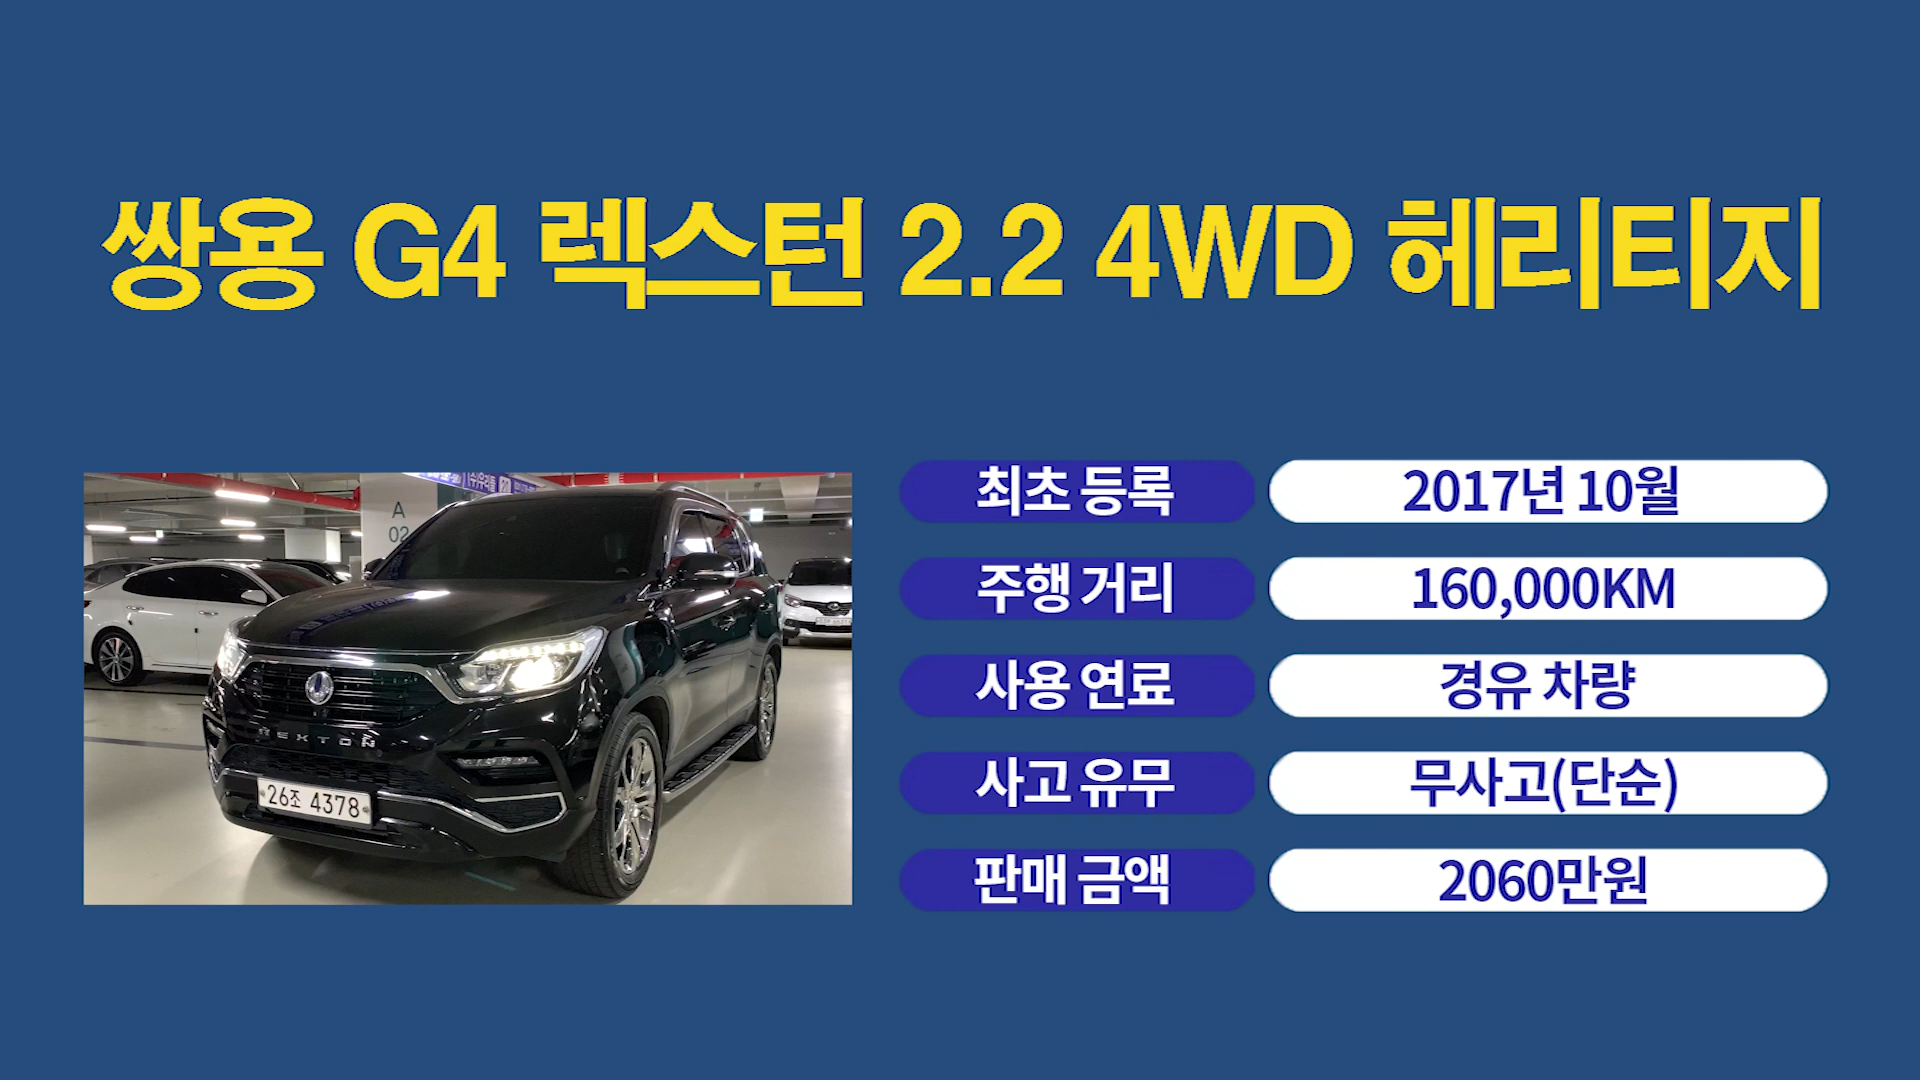 쌍용 G4 렉스턴 2.2 4WD 헤리티지
최초 등록 2017년 10월
주행 거리 160,000KM
사용 연료 경유 차량
사고 유무 무사고(단순)
판매 금액 2060만원
A
02
REXTON
26조 4378